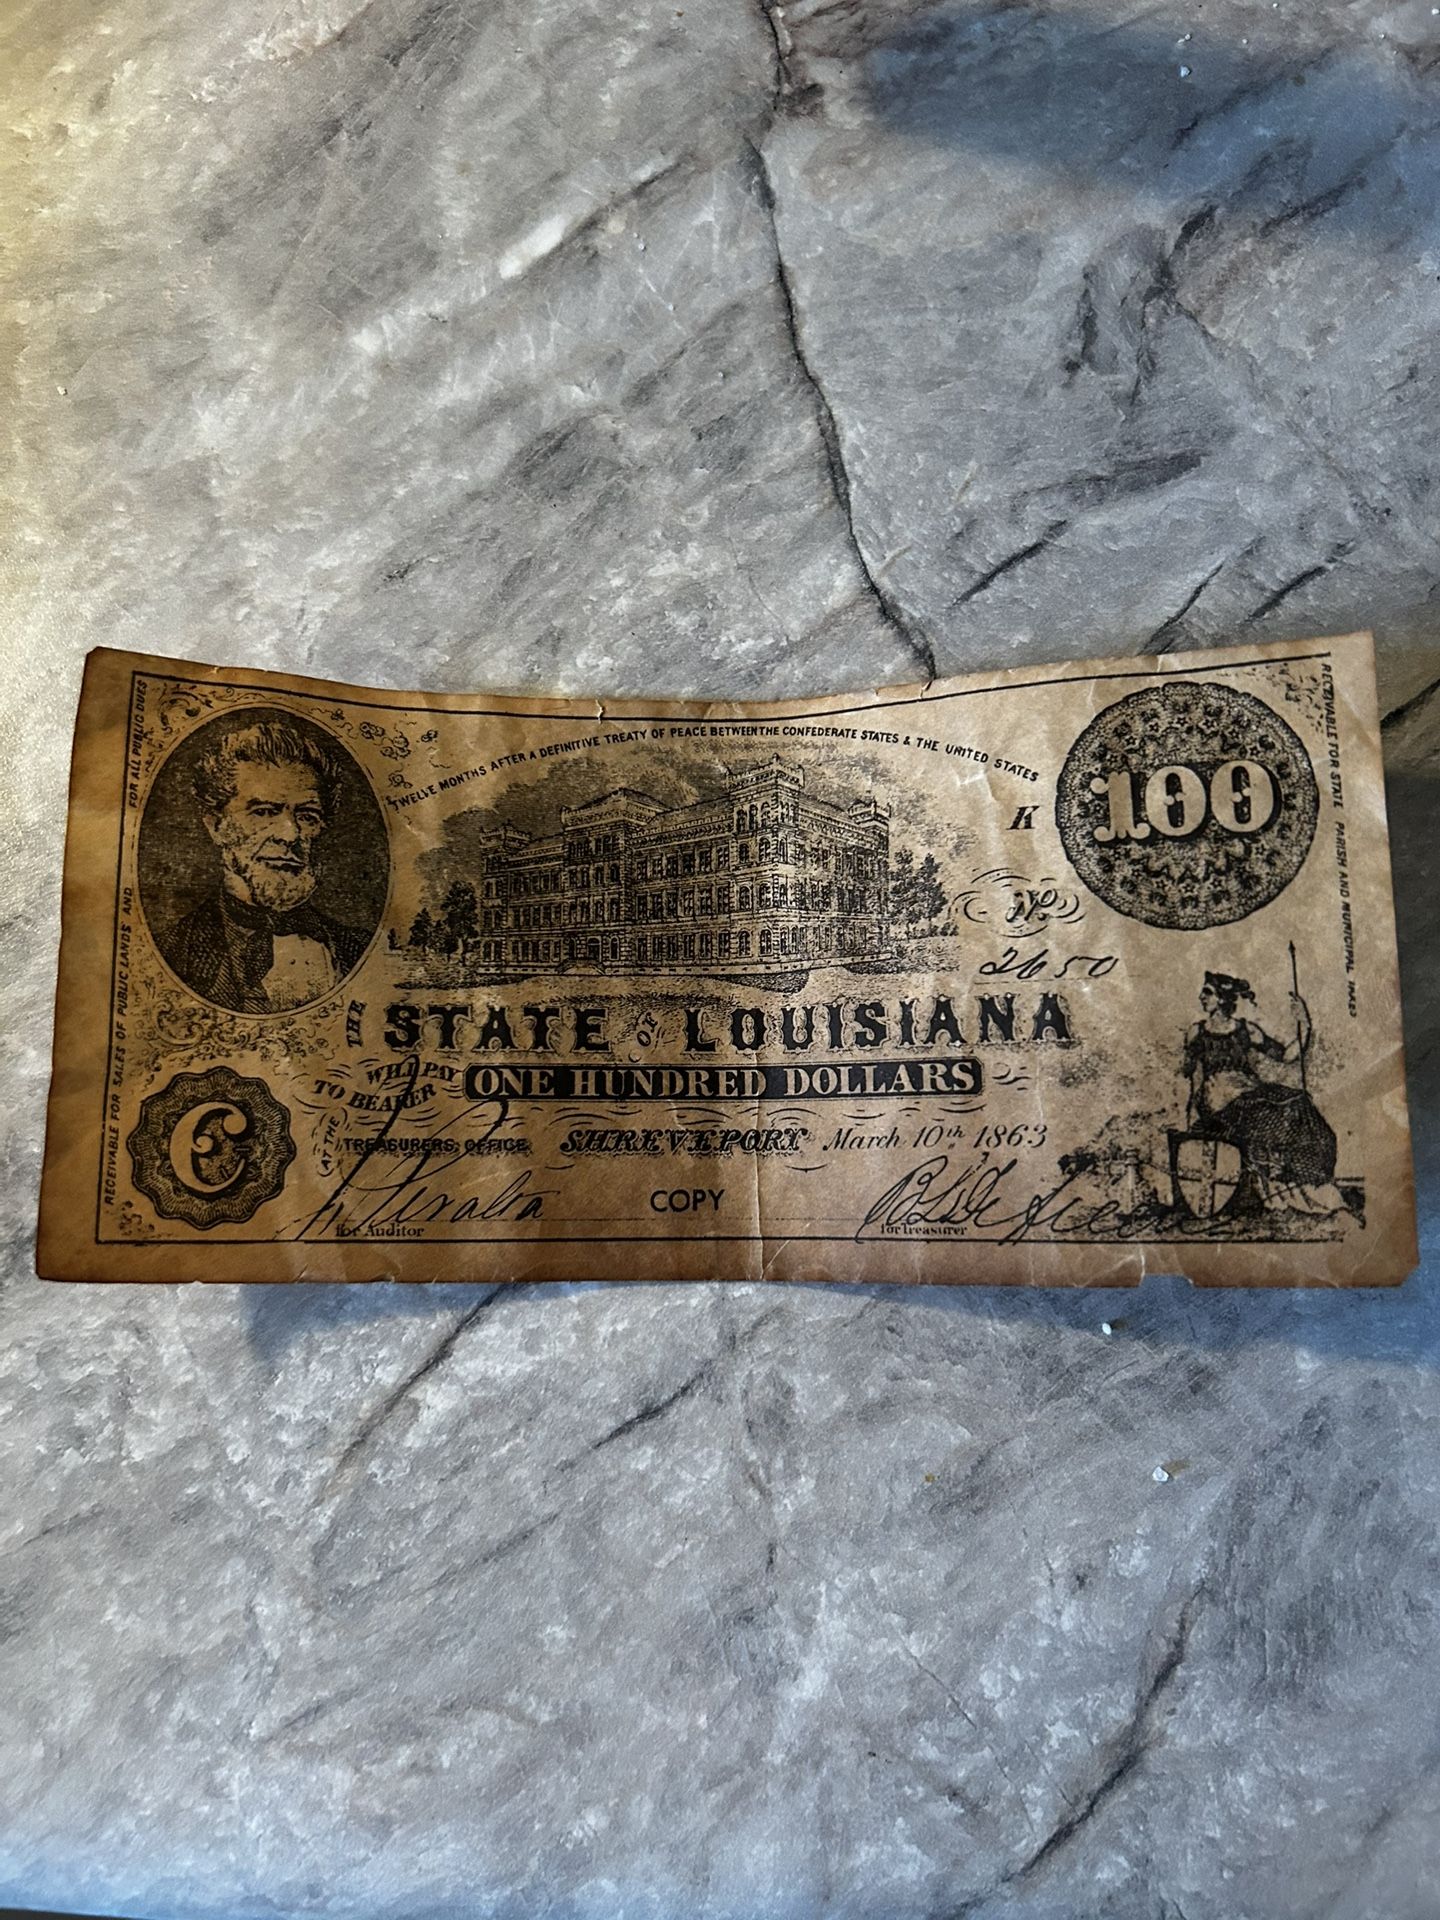 FOR ALL PUBLIC DUES
RECEIVABLE FOR SALES OF PUBLIC LANDS AND
TWELVE MONTHS AFTER A DEFINITIVE TREATY OF PEACE BETWEEN THE CONFEDERATE STATES & THE UNITED STATES
K
100
No
2650
THE STATE OF LOUISIANA
WILL PAY
TO BEARER
ONE HUNDRED DOLLARS
C
(AT THE
TREASURERS, OFFICE
SHREVEPORT March 10th 1863
Peralta
COPY
for Auditor
for Treasurer
RECEIVABLE FOR STATE PARISH AND MUNICIPAL